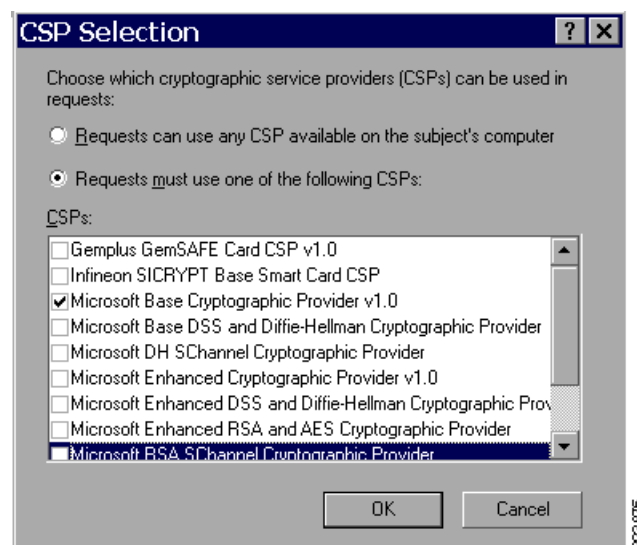 CSP Selection
Choose which cryptographic service providers (CSPs) can be used in
requests:
Requests can use any CSP available on the subject's computer
Requests must use one of the following CSPs:
CSPs:
Gemplus GemSAFE Card CSP v1.0
Infineon SICRYPT Base Smart Card CSP
Microsoft Base Cryptographic Provider v1.0
Microsoft Base DSS and Diffie-Hellman Cryptographic Provider
Microsoft DH SChannel Cryptographic Provider
Microsoft Enhanced Cryptographic Provider v1.0
Microsoft Enhanced DSS and Diffie-Hellman Cryptographic Prov
Microsoft Enhanced RSA and AES Cryptographic Provider
Microsoft RSA SChannel Cryptographic Provider
OK
Cancel